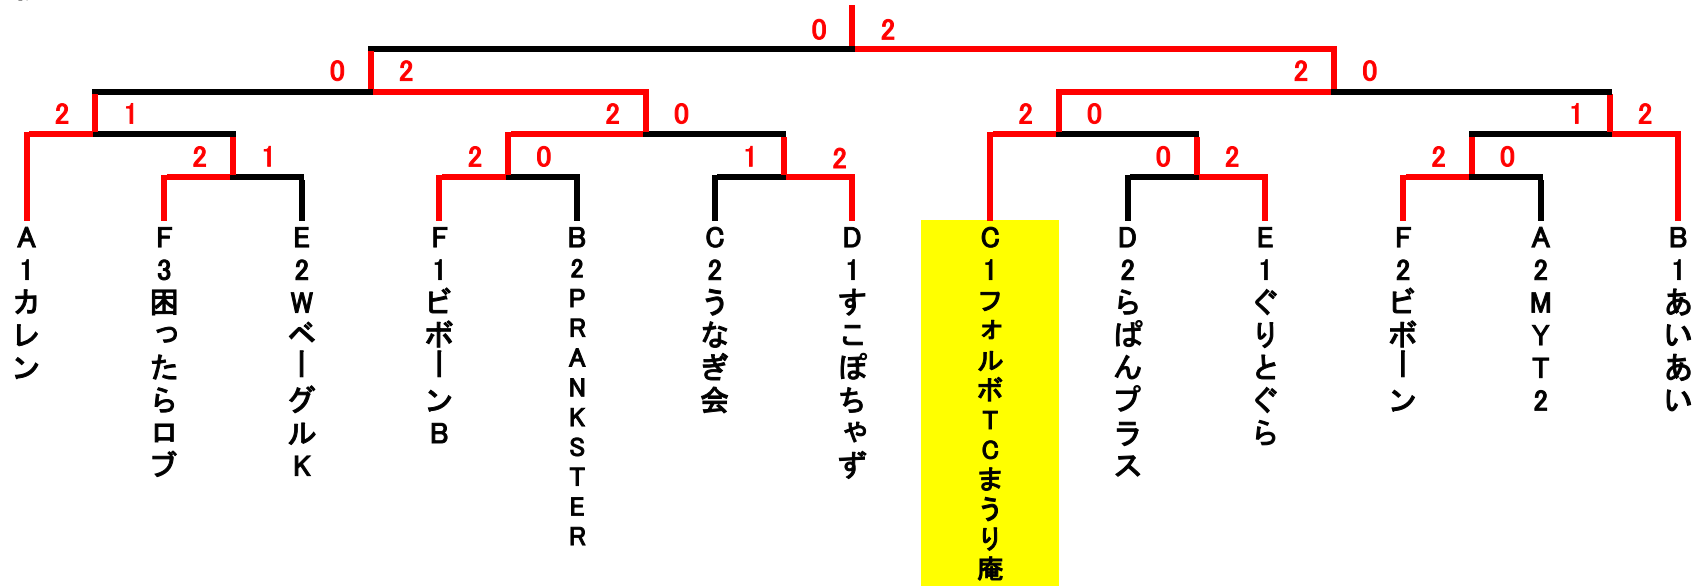 0 2
0 2 2 0
2 1 2 0 2 0 1 2
2 1 2 0 1 2 0 2 2 0
A1カレン
F3困ったらロブ
E2WベーグルK
F1ビボーンB
B2PRANKSTER
C2うなぎ会
D1すこぽちゃず
C1フォルボTCまうり庵
D2らぱんプラス
E1ぐりとぐら
F2ビボーン
A2MYT2
B1あいあい